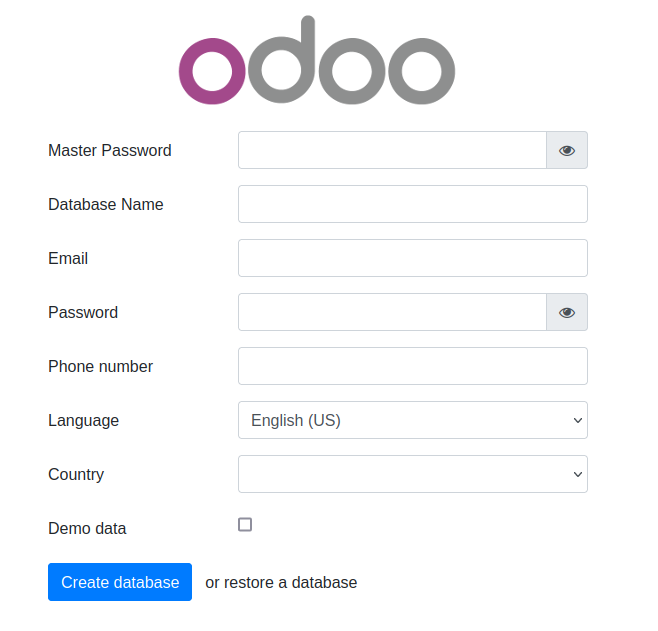 odoo
Master Password
Database Name
Email
Password
Phone number
Language English (US)
Country
Demo data
Create database or restore a database